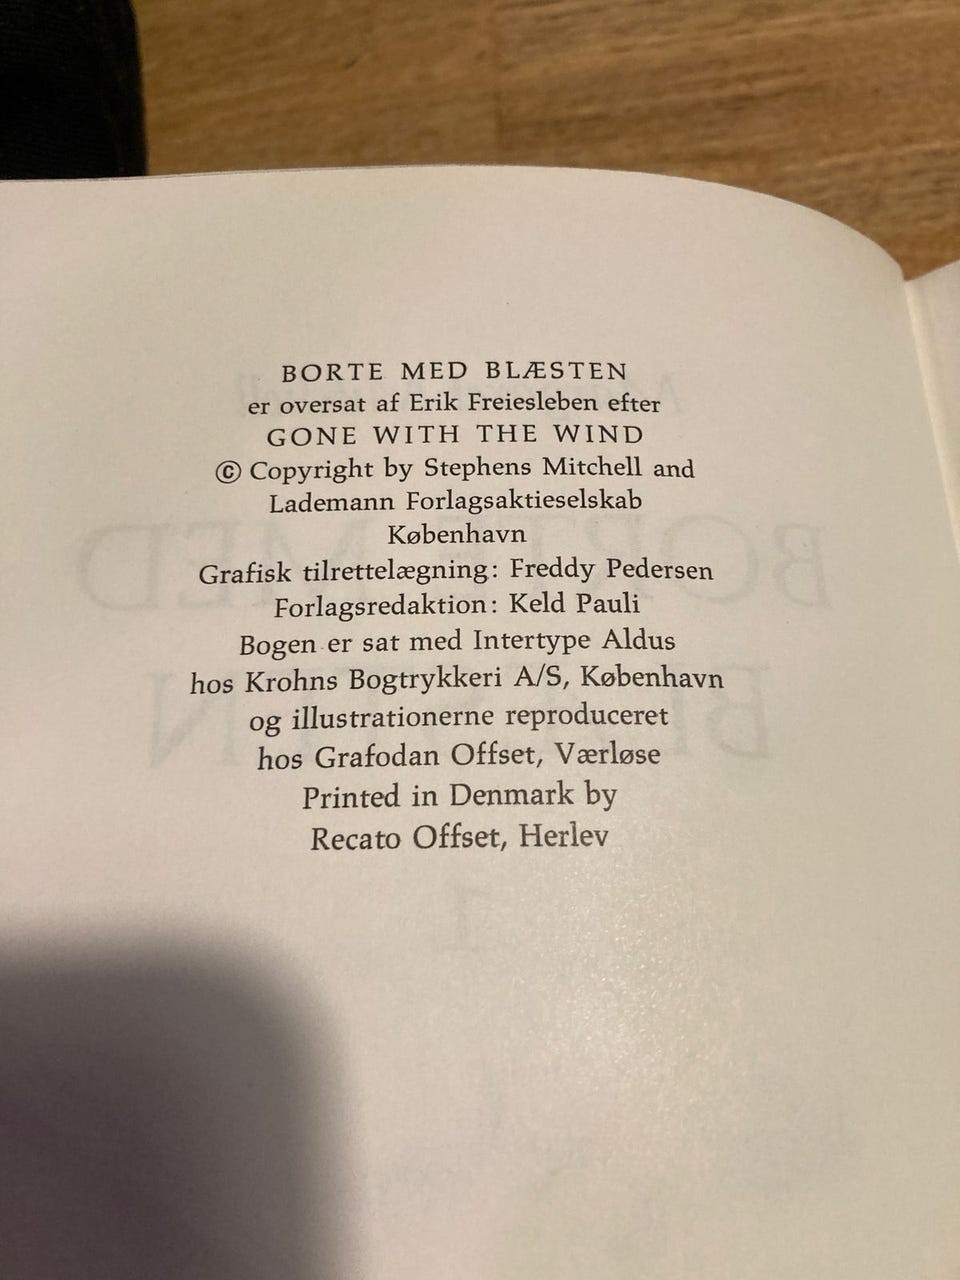 BORTE MED BLÆSTEN
er oversat af Erik Freiesleben efter
GONE WITH THE WIND
© Copyright by Stephens Mitchell and
Lademann Forlagsaktieselskab
København
Grafisk tilrettelægning: Freddy Pedersen
Forlagsredaktion: Keld Pauli
Bogen er sat med Intertype Aldus
hos Krohns Bogtrykkeri A/S, København
og illustrationerne reproduceret
hos Grafodan Offset, Værløse
Printed in Denmark by
Recato Offset, Herlev